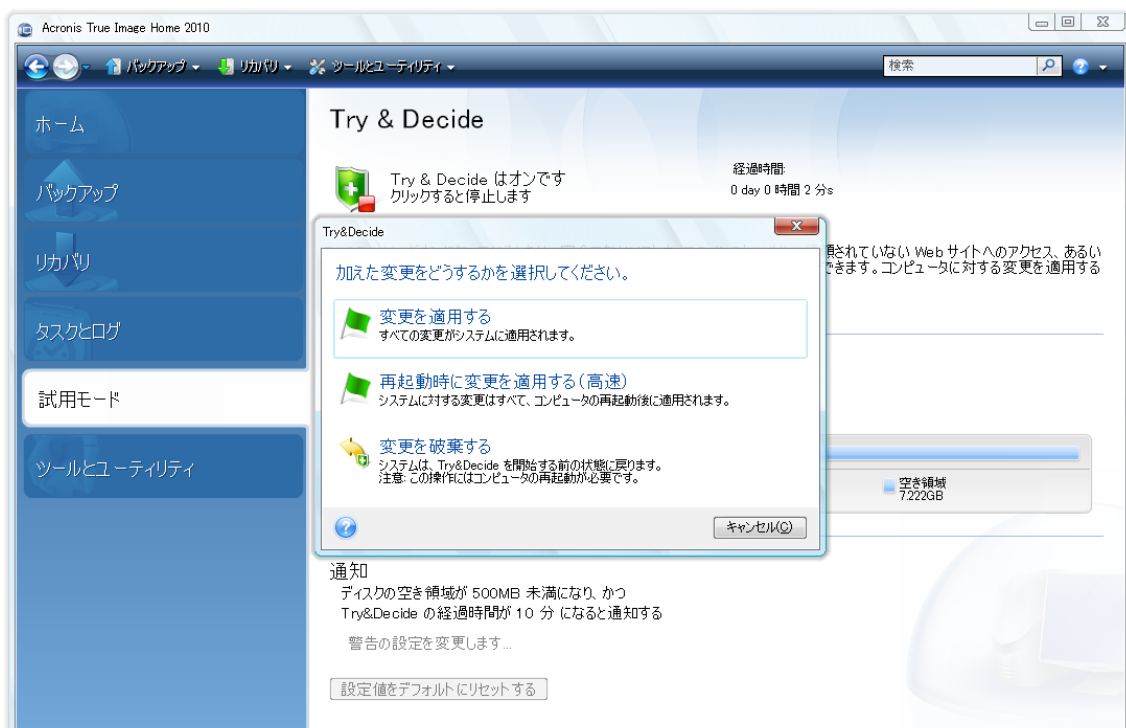 Acronis True Image Home 2010
バックアップ
リカバリ
ツールとユーティリティ
検索
ホーム
バックアップ
リカバリ
タスクとログ
試用モード
ツールとユーティリティ
Try & Decide
Try & Decide はオンです
クリックすると停止します
経過時間:
0 day 0 時間 2 分s
されていない Web サイトへのアクセス、あるい
できます。コンピュータに対する変更を適用する
Try&Decide
加えた変更をどうするかを選択してください。
変更を適用する
すべての変更がシステムに適用されます。
再起動時に変更を適用する(高速)
システムに対する変更はすべて、コンピュータの再起動後に適用されます。
変更を破棄する
システムは、Try&Decide を開始する前の状態に戻ります。
注意: この操作にはコンピュータの再起動が必要です。
キャンセル(C)
空き領域
7.222GB
通知
ディスクの空き領域が 500MB 未満になり、かつ
Try&Decide の経過時間が 10 分 になると通知する
警告の設定を変更します...
設定値をデフォルトにリセットする